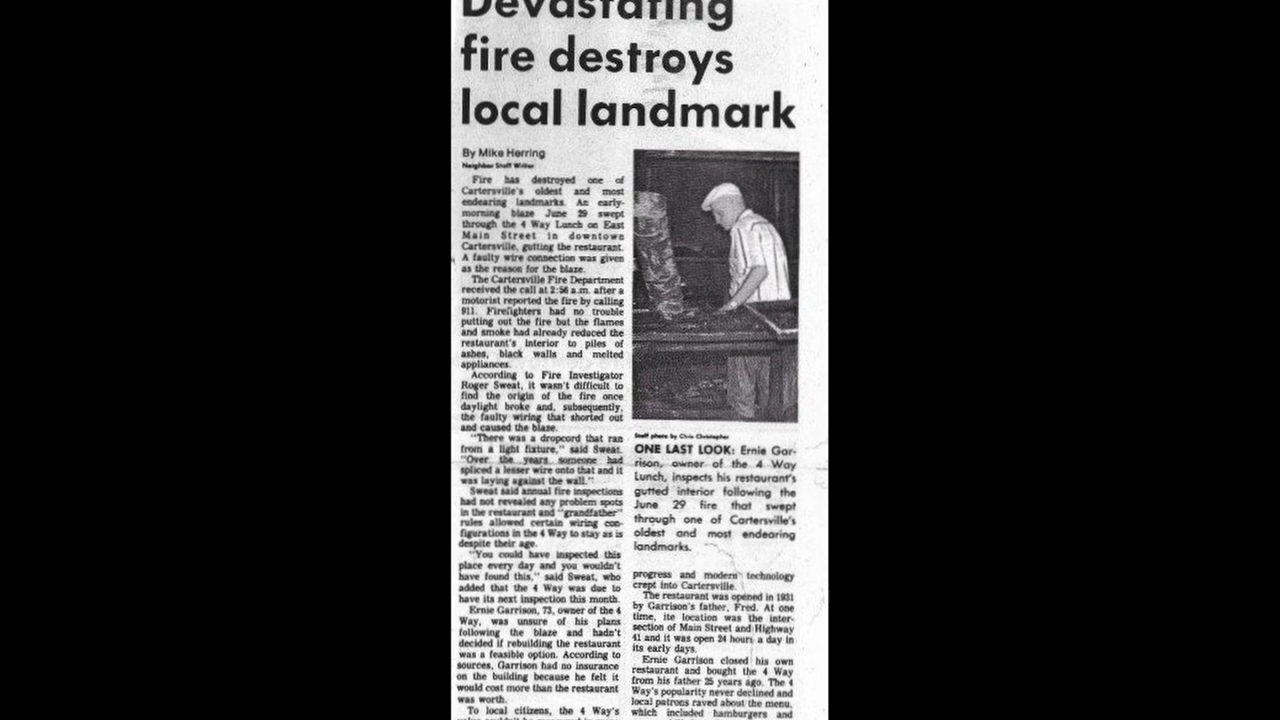 Devastating
fire destroys
local landmark
By Mike Herring
Neighbor Staff Writer
Fire has destroyed one of
Cartersville's oldest and most
endearing landmarks. An early-
morning blaze June 29 swept
through the 4 Way Lunch on East
Main Street in downtown
Cartersville, gutting the restaurant.
A faulty wire connection was given
as the reason for the blaze.
The Cartersville Fire Department
received the call at 2:56 a.m. after a
motorist reported the fire by calling
911. Firefighters had no trouble
putting out the fire but the flames
and smoke had already reduced the
restaurant's interior to piles of
ashes, black walls and melted
appliances.
According to Fire Investigator
Roger Sweat, it wasn't difficult to
find the origin of the fire once
daylight broke and, subsequently,
the faulty wiring that shorted out
and caused the blaze.
"There was a dropcord that ran
from a light fixture," said Sweat.
"Over the years someone had
spliced a lesser wire onto that and it
was laying against the wall."
Sweat said annual fire inspections
had not revealed any problem spots
in the restaurant and "grandfather"
rules allowed certain wiring con-
figurations in the 4 Way to stay as is
despite their age.
"You could have inspected this
place every day and you wouldn't
have found this," said Sweat, who
added that the 4 Way was due to
have its next inspection this month.
Ernie Garrison, 73, owner of the 4
Way, was unsure of his plans
following the blaze and hadn't
decided if rebuilding the restaurant
was a feasible option. According to
sources, Garrison had no insurance
on the building because he felt it
would cost more than the restaurant
was worth.
To local citizens, the 4 Way's
Staff photo by Chris Christopher
ONE LAST LOOK: Ernie Gar-
rison, owner of the 4 Way
Lunch, inspects his restaurant's
gutted interior following the
June 29 fire that swept
through one of Cartersville's
oldest and most endearing
landmarks.
progress and modern technology
crept into Cartersville.
The restaurant was opened in 1931
by Garrison's father, Fred. At one
time, its location was the inter-
section of Main Street and Highway
41 and it was open 24 hours a day in
its early days.
Ernie Garrison closed his own
restaurant and bought the 4 Way
from his father 25 years ago. The 4
Way's popularity never declined and
local patrons raved about the menu,
which included hamburgers and